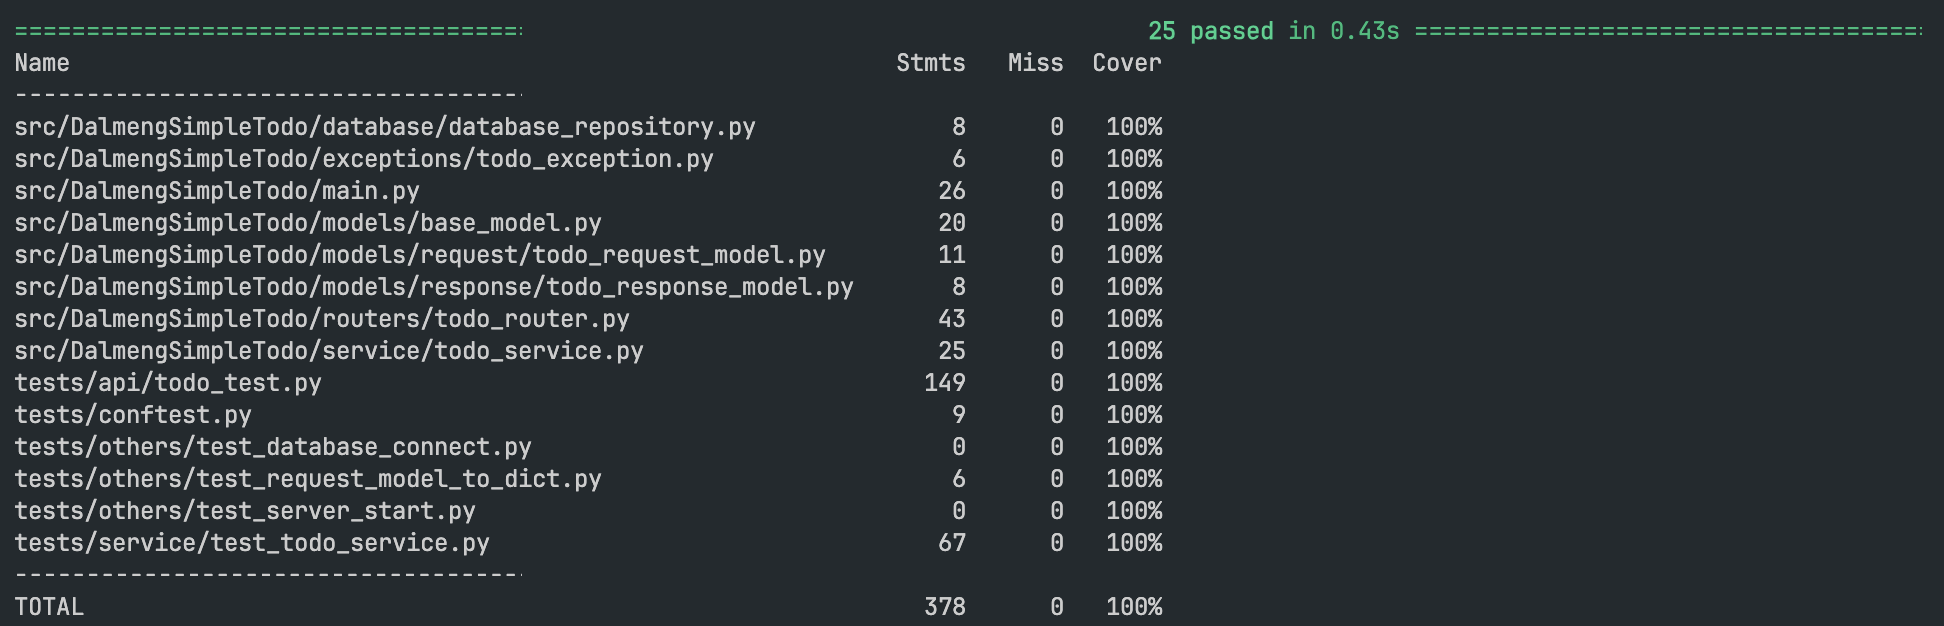 ==================================== 25 passed in 0.43s ====================================
Name Stmts Miss Cover
------------------------------------
src/DalmengSimpleTodo/database/database_repository.py 8 0 100%
src/DalmengSimpleTodo/exceptions/todo_exception.py 6 0 100%
src/DalmengSimpleTodo/main.py 26 0 100%
src/DalmengSimpleTodo/models/base_model.py 20 0 100%
src/DalmengSimpleTodo/models/request/todo_request_model.py 11 0 100%
src/DalmengSimpleTodo/models/response/todo_response_model.py 8 0 100%
src/DalmengSimpleTodo/routers/todo_router.py 43 0 100%
src/DalmengSimpleTodo/service/todo_service.py 25 0 100%
tests/api/todo_test.py 149 0 100%
tests/conftest.py 9 0 100%
tests/others/test_database_connect.py 0 0 100%
tests/others/test_request_model_to_dict.py 6 0 100%
tests/others/test_server_start.py 0 0 100%
tests/service/test_todo_service.py 67 0 100%
------------------------------------
TOTAL 378 0 100%